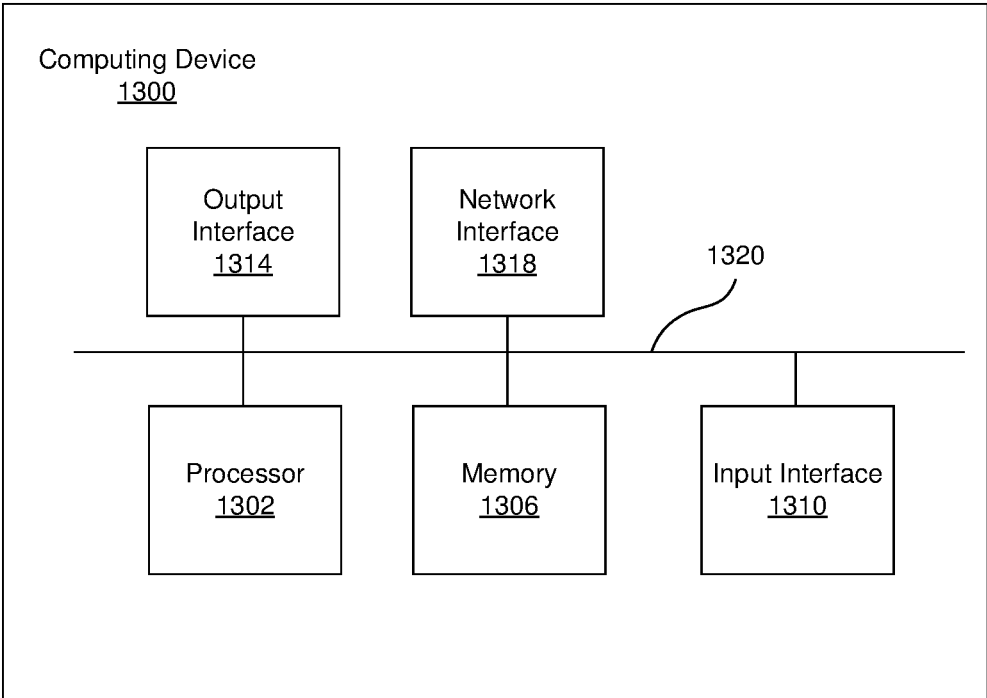 Computing Device
1300
Output
Interface
1314
Network
Interface
1318
1320
Processor
1302
Memory
1306
Input Interface
1310